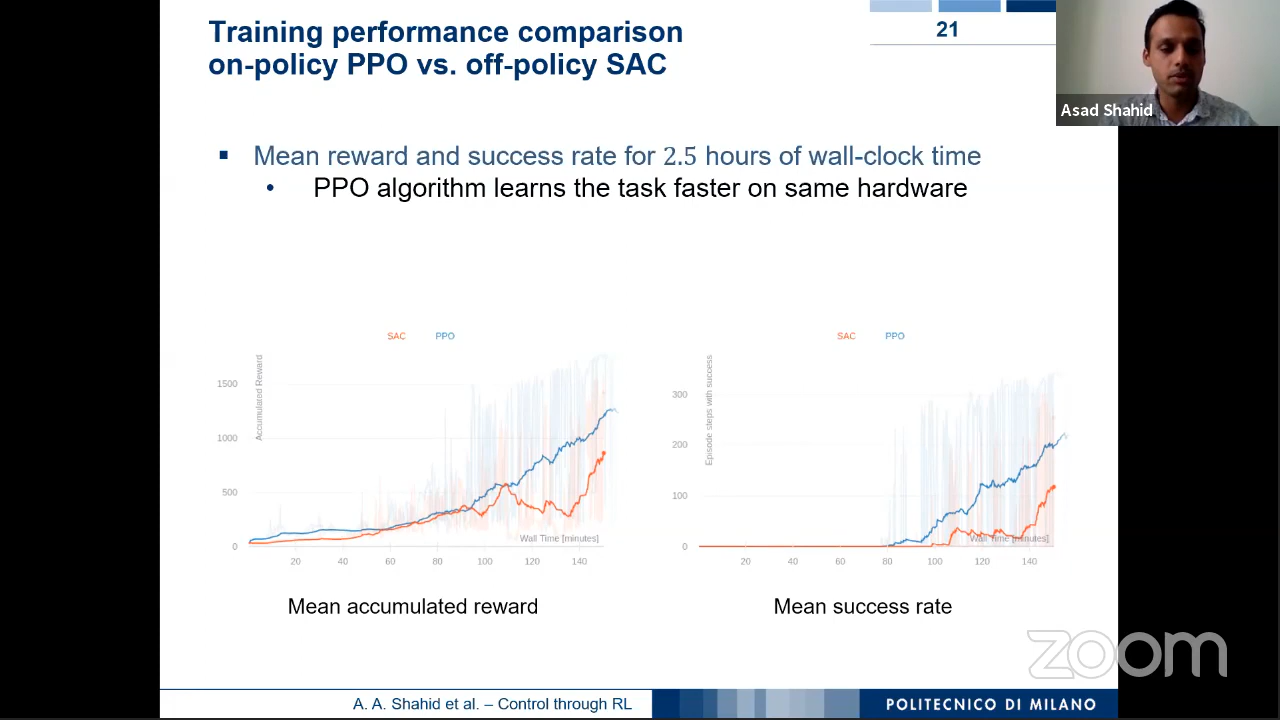 Training performance comparison
on-policy PPO vs. off-policy SAC
21
Asad Shahid
▪ Mean reward and success rate for 2.5 hours of wall-clock time
• PPO algorithm learns the task faster on same hardware
SAC PPO
Accumulated Reward
1500
1000
500
0
Wall Time [minutes]
20 40 60 80 100 120 140
Mean accumulated reward
SAC PPO
Episode steps with success
300
200
100
0
Wall Time [minutes]
20 40 60 80 100 120 140
Mean success rate
zoom
A. A. Shahid et al. – Control through RL
POLITECNICO DI MILANO